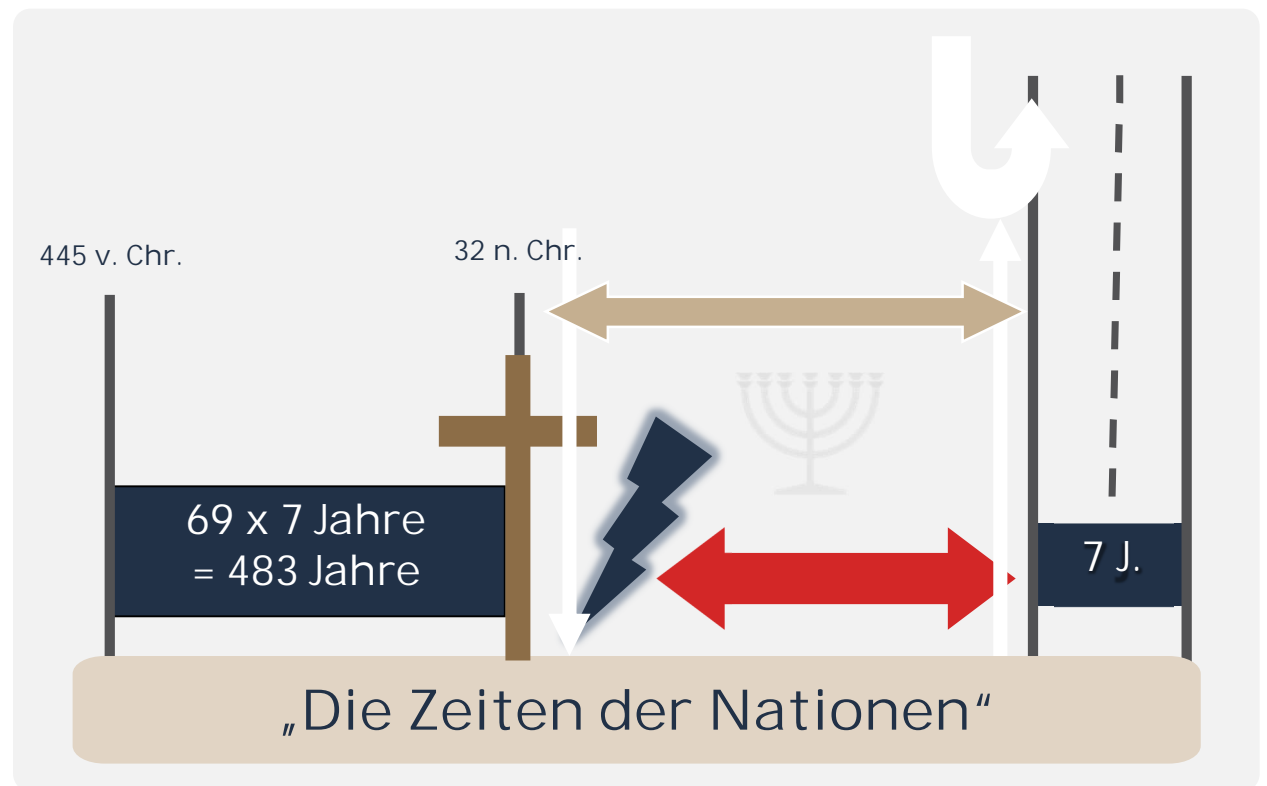 445 v. Chr.
32 n. Chr.
69 x 7 Jahre
= 483 Jahre
7 J.
„Die Zeiten der Nationen“